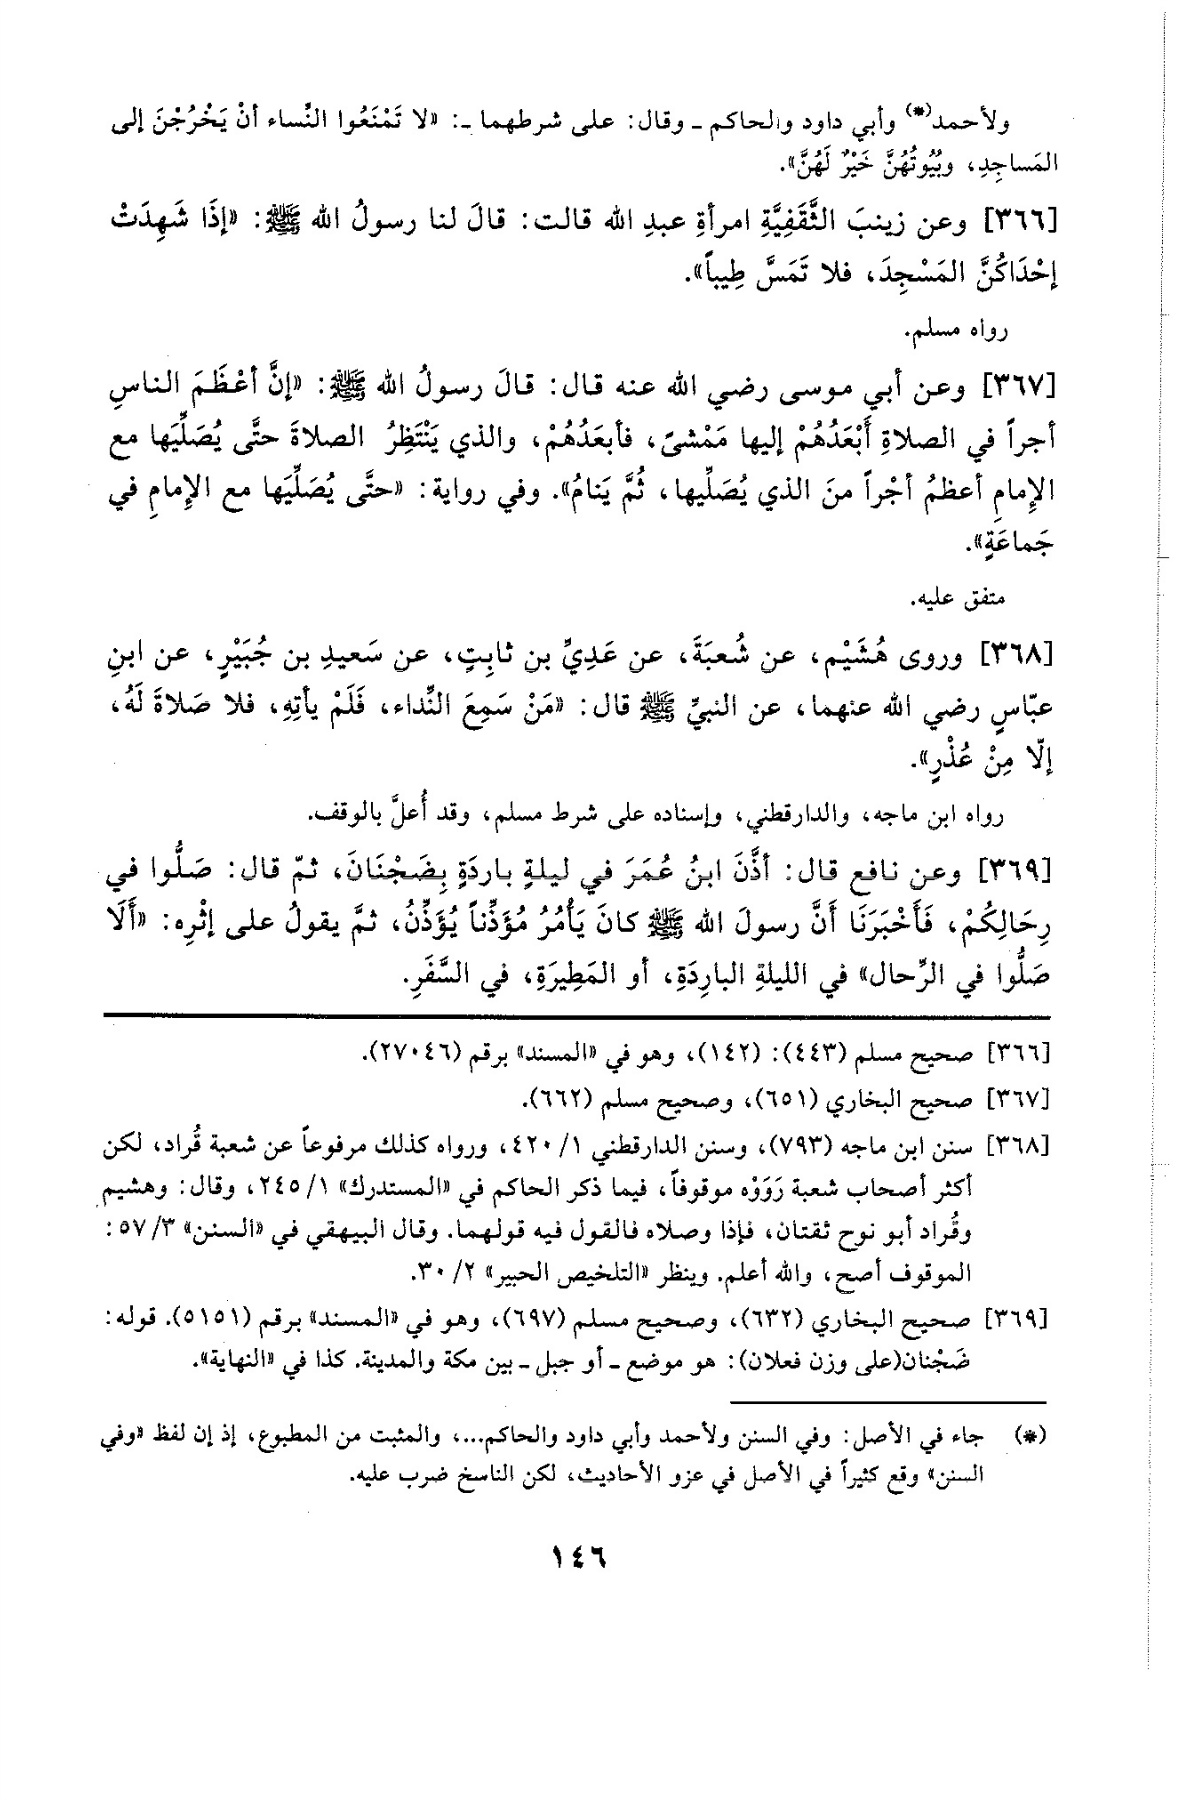 ولأحمد(*) وأبي داود والحاكم ـ وقال: على شرطهما ـ: «لا تَمْنَعُوا النِّساء أنْ يَخْرُجْنَ إلى
المَساجِدِ، وبُيُوتُهُنَّ خَيْرٌ لَهُنَّ».
[٣٦٦] وعن زينبَ الثَّقَفِيَّةِ امرأةِ عبدِ الله قالت: قالَ لنا رسولُ الله ﷺ: «إذَا شَهِدَتْ
إحْدَاكُنَّ المَسْجِدَ، فلا تَمَسَّ طِيباً».
رواه مسلم.
[٣٦٧] وعن أبي موسى رضي الله عنه قال: قالَ رسولُ الله ﷺ: «إنَّ أعْظَمَ الناسِ
أجراً في الصلاةِ أَبْعَدُهُمْ إليها مَمْشىً، فأبعَدُهُمْ، والذي يَنْتَظِرُ الصلاةَ حتَّى يُصَلِّيَها مع
الإمامِ أعظمُ أجْراً منَ الذي يُصَلِّيها، ثُمَّ يَنامُ». وفي رواية: «حتَّى يُصَلِّيَها مع الإمامِ في
جَماعَةٍ».
متفق عليه.
[٣٦٨] وروى هُشَيْم، عن شُعبَةَ، عن عَدِيِّ بن ثابِتٍ، عن سَعيدِ بن جُبَيْرٍ، عن ابنِ
عبّاسٍ رضي الله عنهما، عن النبيِّ ﷺ قال: «مَنْ سَمِعَ النِّداء، فَلَمْ يأتِهِ، فلا صَلاةَ لَهُ،
إلّا مِنْ عُذْرٍ».
رواه ابن ماجه، والدارقطني، وإسناده على شرط مسلم، وقد أُعلَّ بالوقف.
[٣٦٩] وعن نافع قال: أذَّنَ ابنُ عُمَرَ في ليلةٍ باردَةٍ بِضَجْنَانَ، ثمّ قال: صَلُّوا في
رِحَالِكُمْ، فَأَخْبَرَنَا أَنَّ رسولَ الله ﷺ كانَ يَأْمُرُ مُؤَذِّناً يُؤَذِّنُ، ثمَّ يقولُ على إثْرِه: «أَلَا
صَلُّوا في الرِّحال» في الليلةِ البارِدَةِ، أو المَطِيرَةِ، في السَّفَرِ.
[٣٦٦] صحيح مسلم (٤٤٣): (١٤٢)، وهو في «المسند» برقم (٢٧٠٤٦).
[٣٦٧] صحيح البخاري (٦٥١)، وصحيح مسلم (٦٦٢).
[٣٦٨] سنن ابن ماجه (٧٩٣)، وسنن الدارقطني ١/ ٤٢٠، ورواه كذلك مرفوعاً عن شعبة قُراد، لكن
أكثر أصحاب شعبة رَوَوْه موقوفاً، فيما ذكر الحاكم في «المستدرك» ١/ ٢٤٥، وقال: وهشيم
وقُراد أبو نوح ثقتان، فإذا وصلاه فالقول فيه قولهما. وقال البيهقي في «السنن» ٣/ ٥٧:
الموقوف أصح، والله أعلم. وينظر «التلخيص الحبير» ٢/ ٣٠.
[٣٦٩] صحيح البخاري (٦٣٢)، وصحيح مسلم (٦٩٧)، وهو في «المسند» برقم (٥١٥١). قوله:
ضَجْنان(على وزن فعلان): هو موضع ـ أو جبل ـ بين مكة والمدينة. كذا في «النهاية».
(*) جاء في الأصل: وفي السنن ولأحمد وأبي داود والحاكم...، والمثبت من المطبوع، إذ إن لفظ «وفي
السنن» وقع كثيراً في الأصل في عزو الأحاديث، لكن الناسخ ضرب عليه.
١٤٦